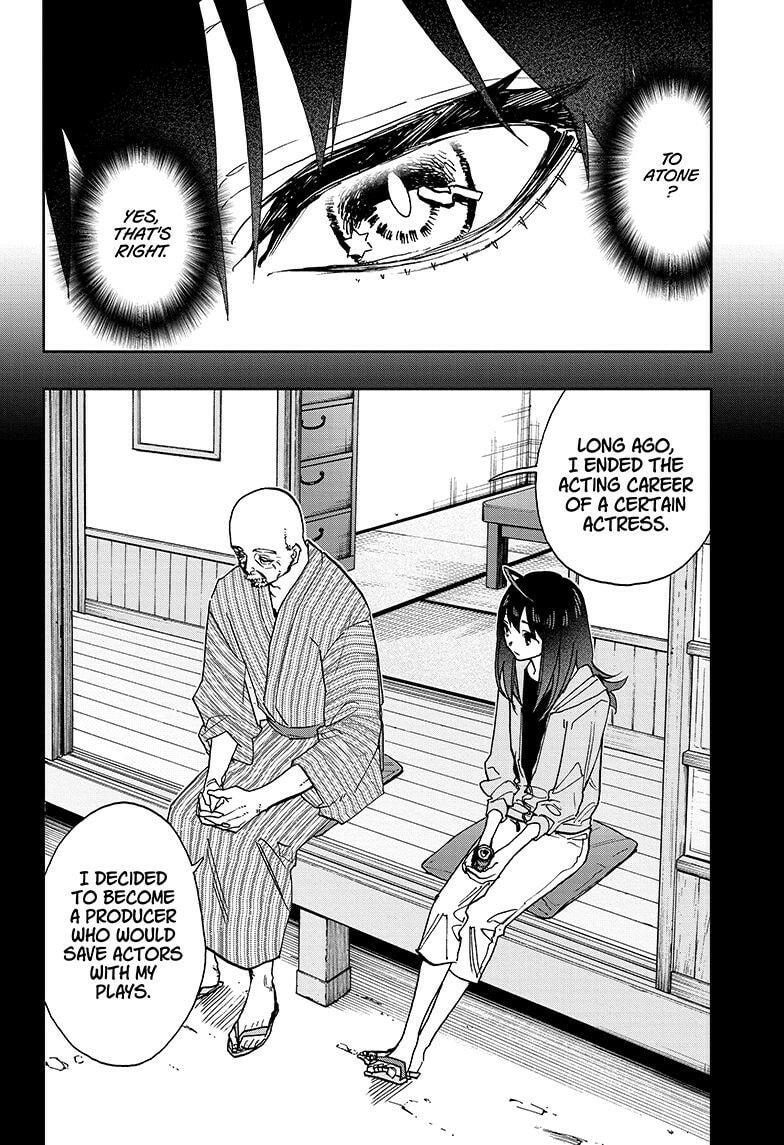 TO
ATONE
?
YES,
THAT'S
RIGHT.
LONG AGO,
I ENDED THE
ACTING CAREER
OF A CERTAIN
ACTRESS.
I DECIDED
TO BECOME
A PRODUCER
WHO WOULD
SAVE ACTORS
WITH MY
PLAYS.